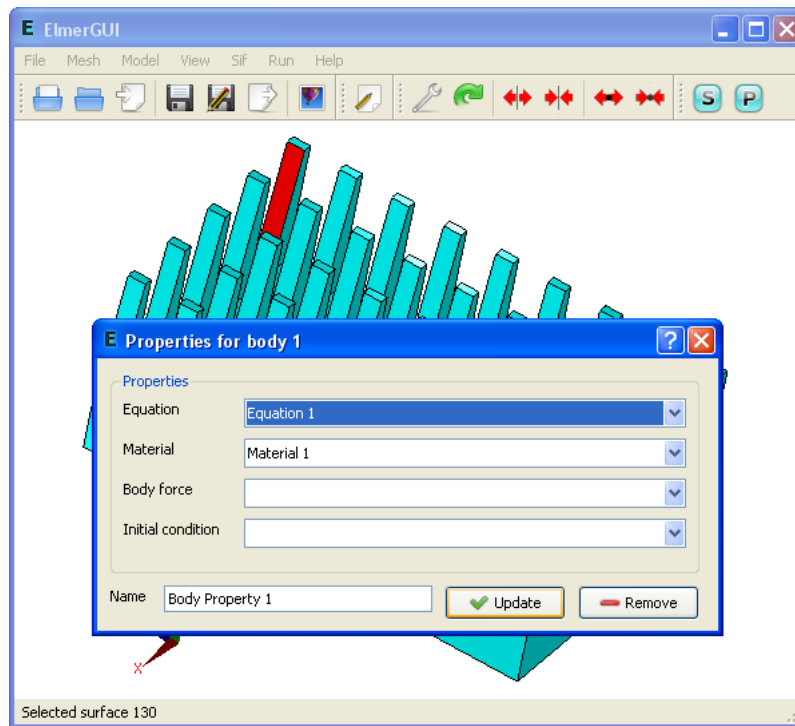 E ElmerGUI
File Mesh Model View Sif Run Help
S P
E Properties for body 1
Properties
Equation Equation 1
Material Material 1
Body force
Initial condition
Name Body Property 1 Update Remove
X
Selected surface 130